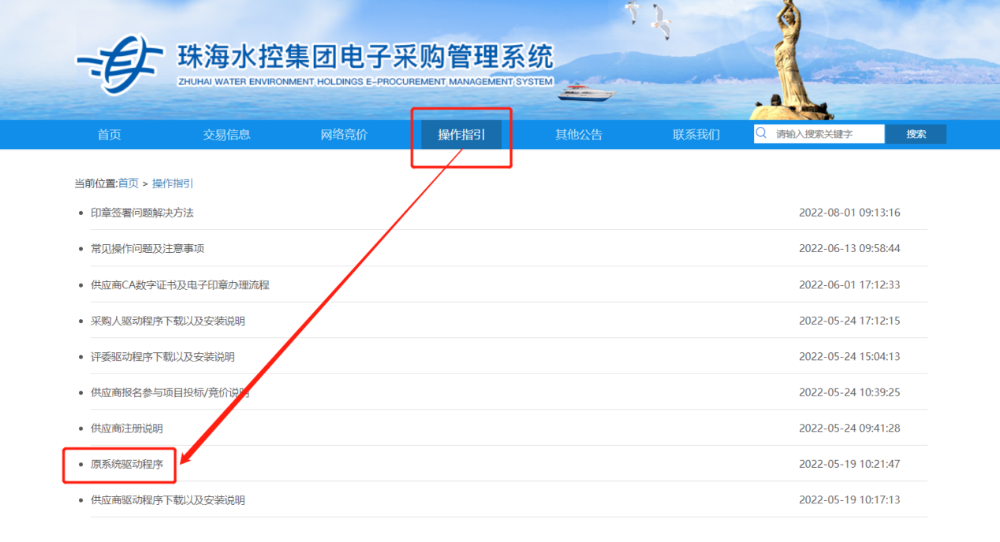 珠海水控集团电子采购管理系统
ZHUHAI WATER ENVIRONMENT HOLDINGS E-PROCUREMENT MANAGEMENT SYSTEM
首页 交易信息 网络竞价 操作指引 其他公告 联系我们 请输入搜索关键字 搜索
当前位置:首页 > 操作指引
印章签署问题解决方法 2022-08-01 09:13:16
常见操作问题及注意事项 2022-06-13 09:58:44
供应商CA数字证书及电子印章办理流程 2022-06-01 17:12:33
采购人驱动程序下载以及安装说明 2022-05-24 17:12:15
评委驱动程序下载以及安装说明 2022-05-24 15:04:13
供应商报名参与项目投标/竞价说明 2022-05-24 10:39:25
供应商注册说明 2022-05-24 09:41:28
原系统驱动程序 2022-05-19 10:21:47
供应商驱动程序下载以及安装说明 2022-05-19 10:17:13